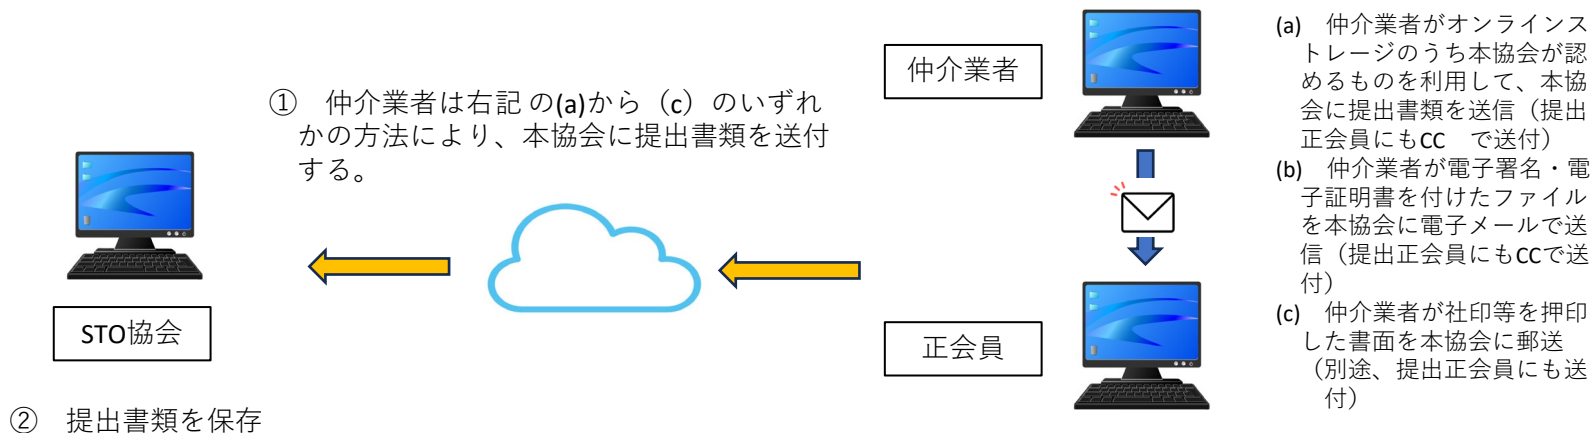 仲介業者
① 仲介業者は右記 の(a)から（c）のいずれ
かの方法により、本協会に提出書類を送付
する。
STO協会
正会員
② 提出書類を保存
(a) 仲介業者がオンラインス
トレージのうち本協会が認
めるものを利用して、本協
会に提出書類を送信（提出
正会員にもCC で送付）
(b) 仲介業者が電子署名・電
子証明書を付けたファイル
を本協会に電子メールで送
信（提出正会員にもCCで送
付）
(c) 仲介業者が社印等を押印
した書面を本協会に郵送
（別途、提出正会員にも送
付）